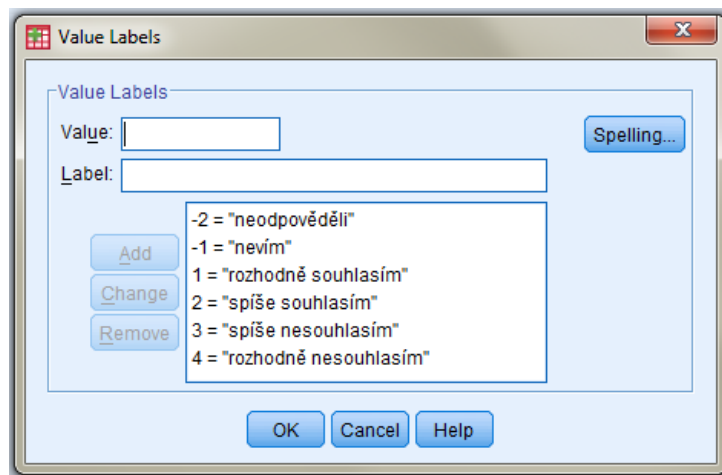 Value Labels
Value Labels
Value:
Spelling...
Label:
-2 = "neodpověděli"
-1 = "nevím"
Add
1 = "rozhodně souhlasím"
Change
2 = "spíše souhlasím"
3 = "spíše nesouhlasím"
Remove
4 = "rozhodně nesouhlasím"
OK Cancel Help